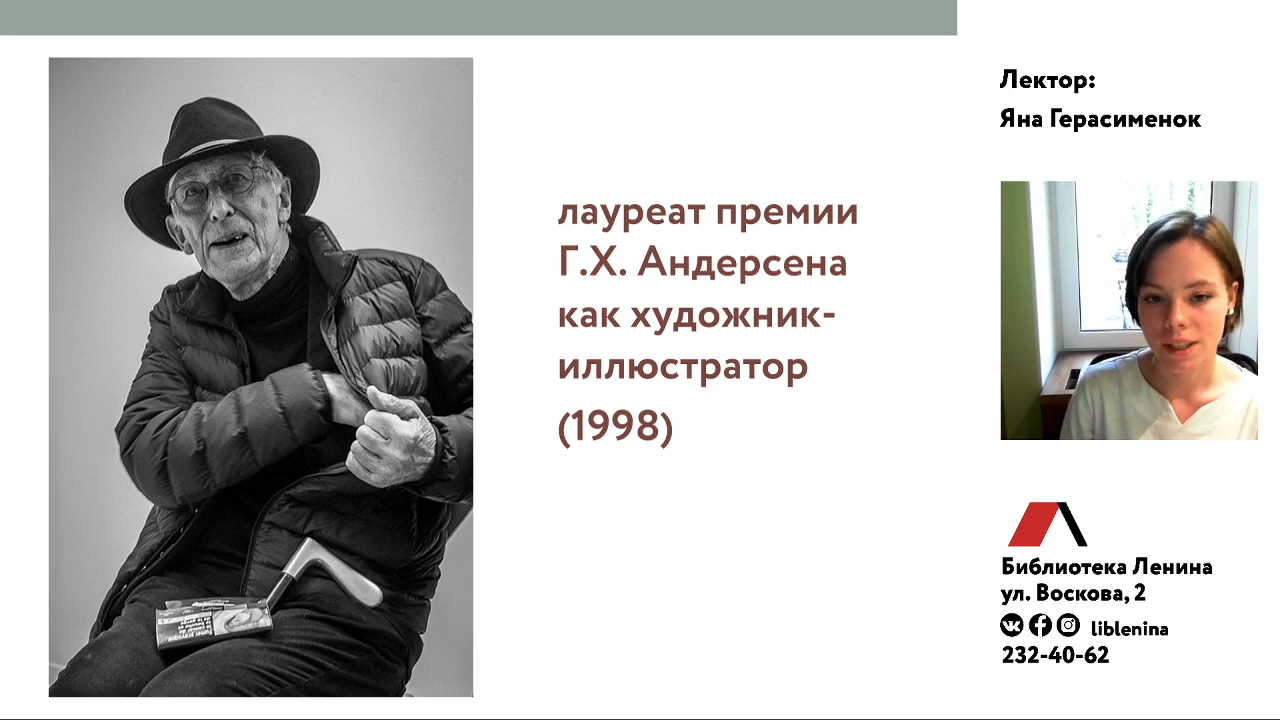 лауреат премии
Г.Х. Андерсена
как художник-
иллюстратор
(1998)
Лектор:
Яна Герасименок
Библиотека Ленина
ул. Воскова, 2
liblenina
232-40-62